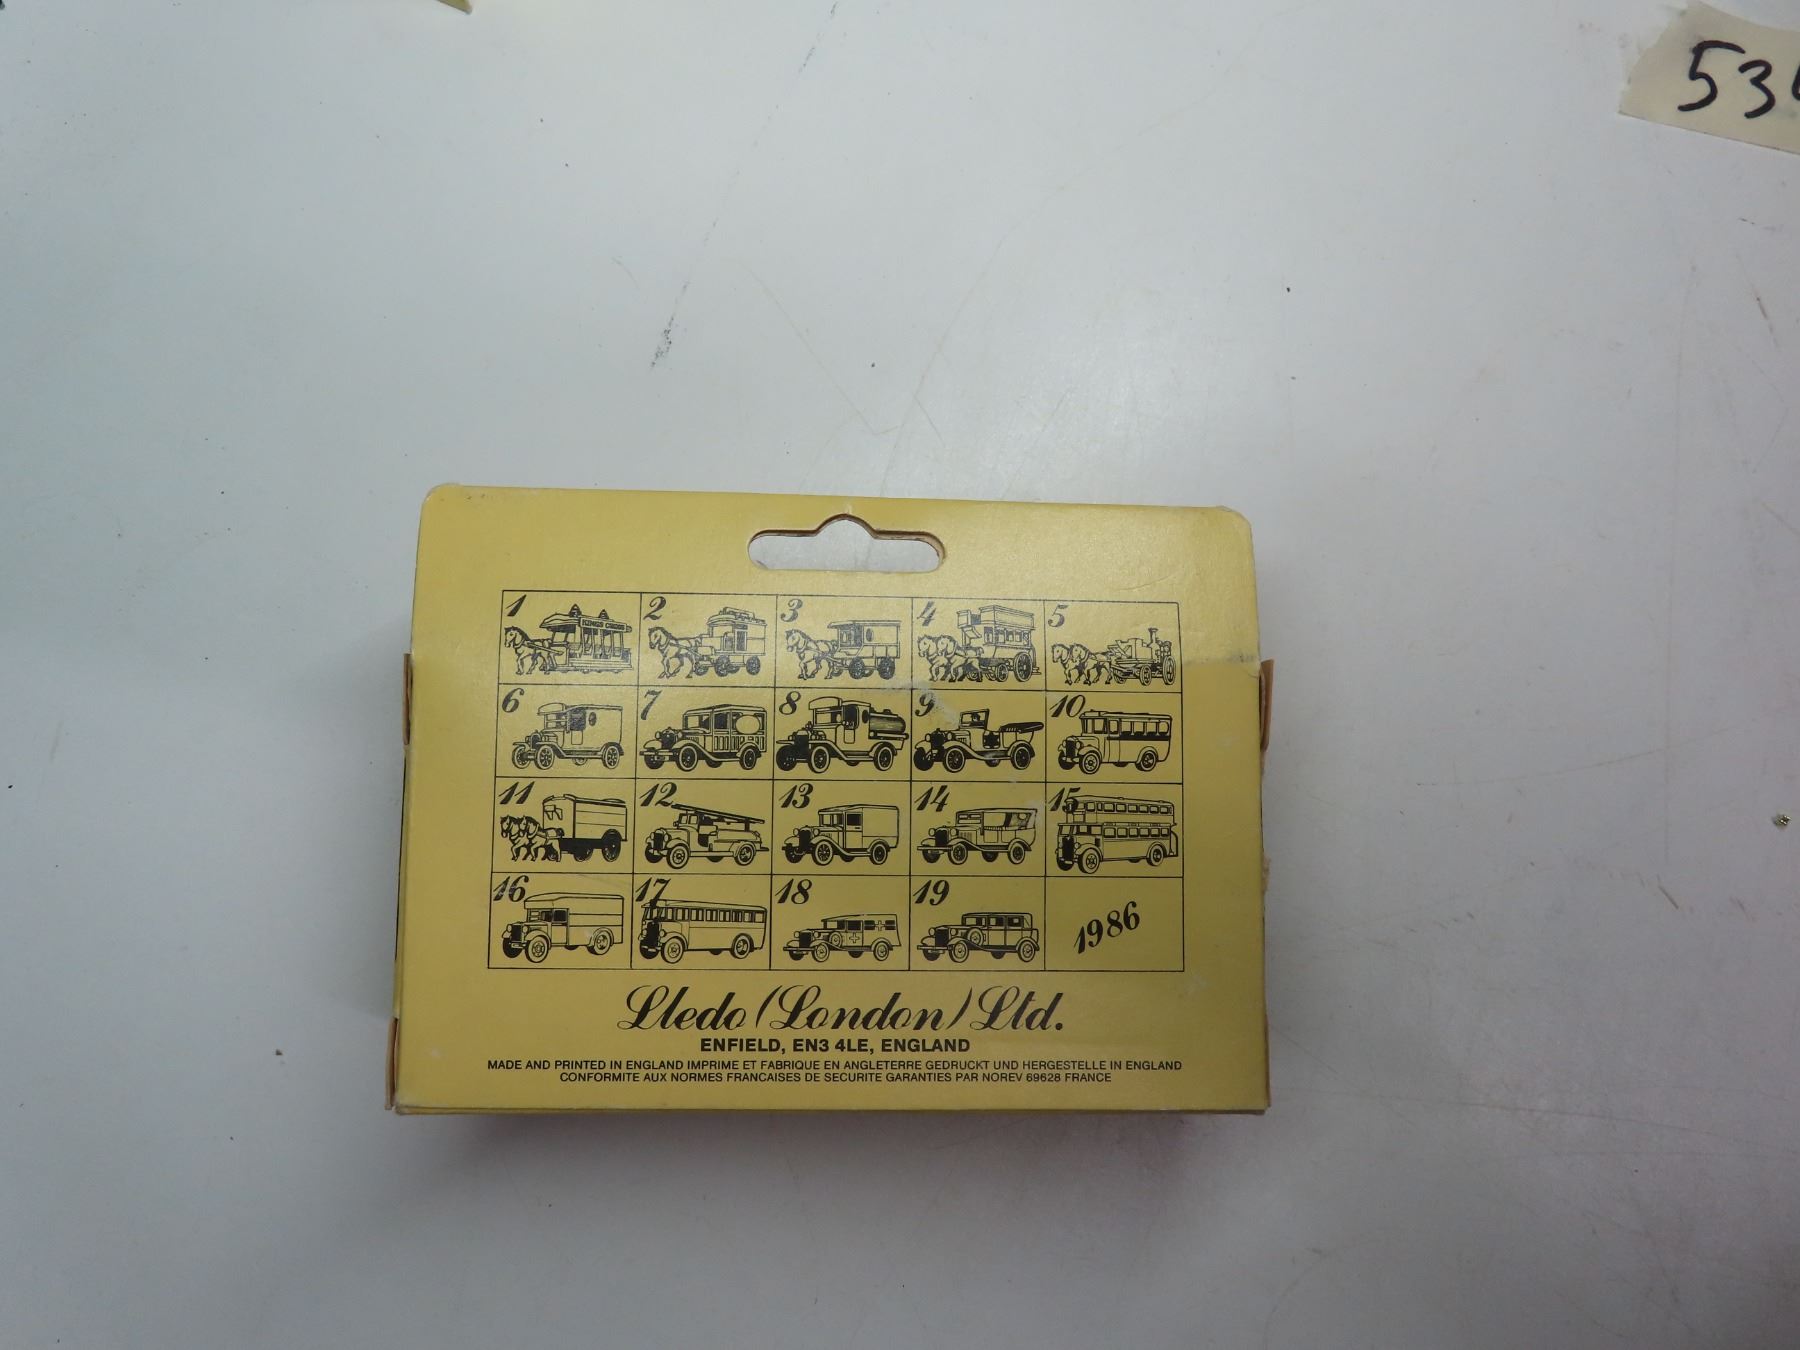 53
1 2 3 4 5
KINGS CROSS
6 7 8 9 10
11 12 13 14 15
16 17 18 19 1986
Lledo (London) Ltd.
ENFIELD, EN3 4LE, ENGLAND
MADE AND PRINTED IN ENGLAND IMPRIME ET FABRIQUE EN ANGLETERRE GEDRUCKT UND HERGESTELLE IN ENGLAND
CONFORMITE AUX NORMES FRANCAISES DE SECURITE GARANTIES PAR NOREV 69628 FRANCE